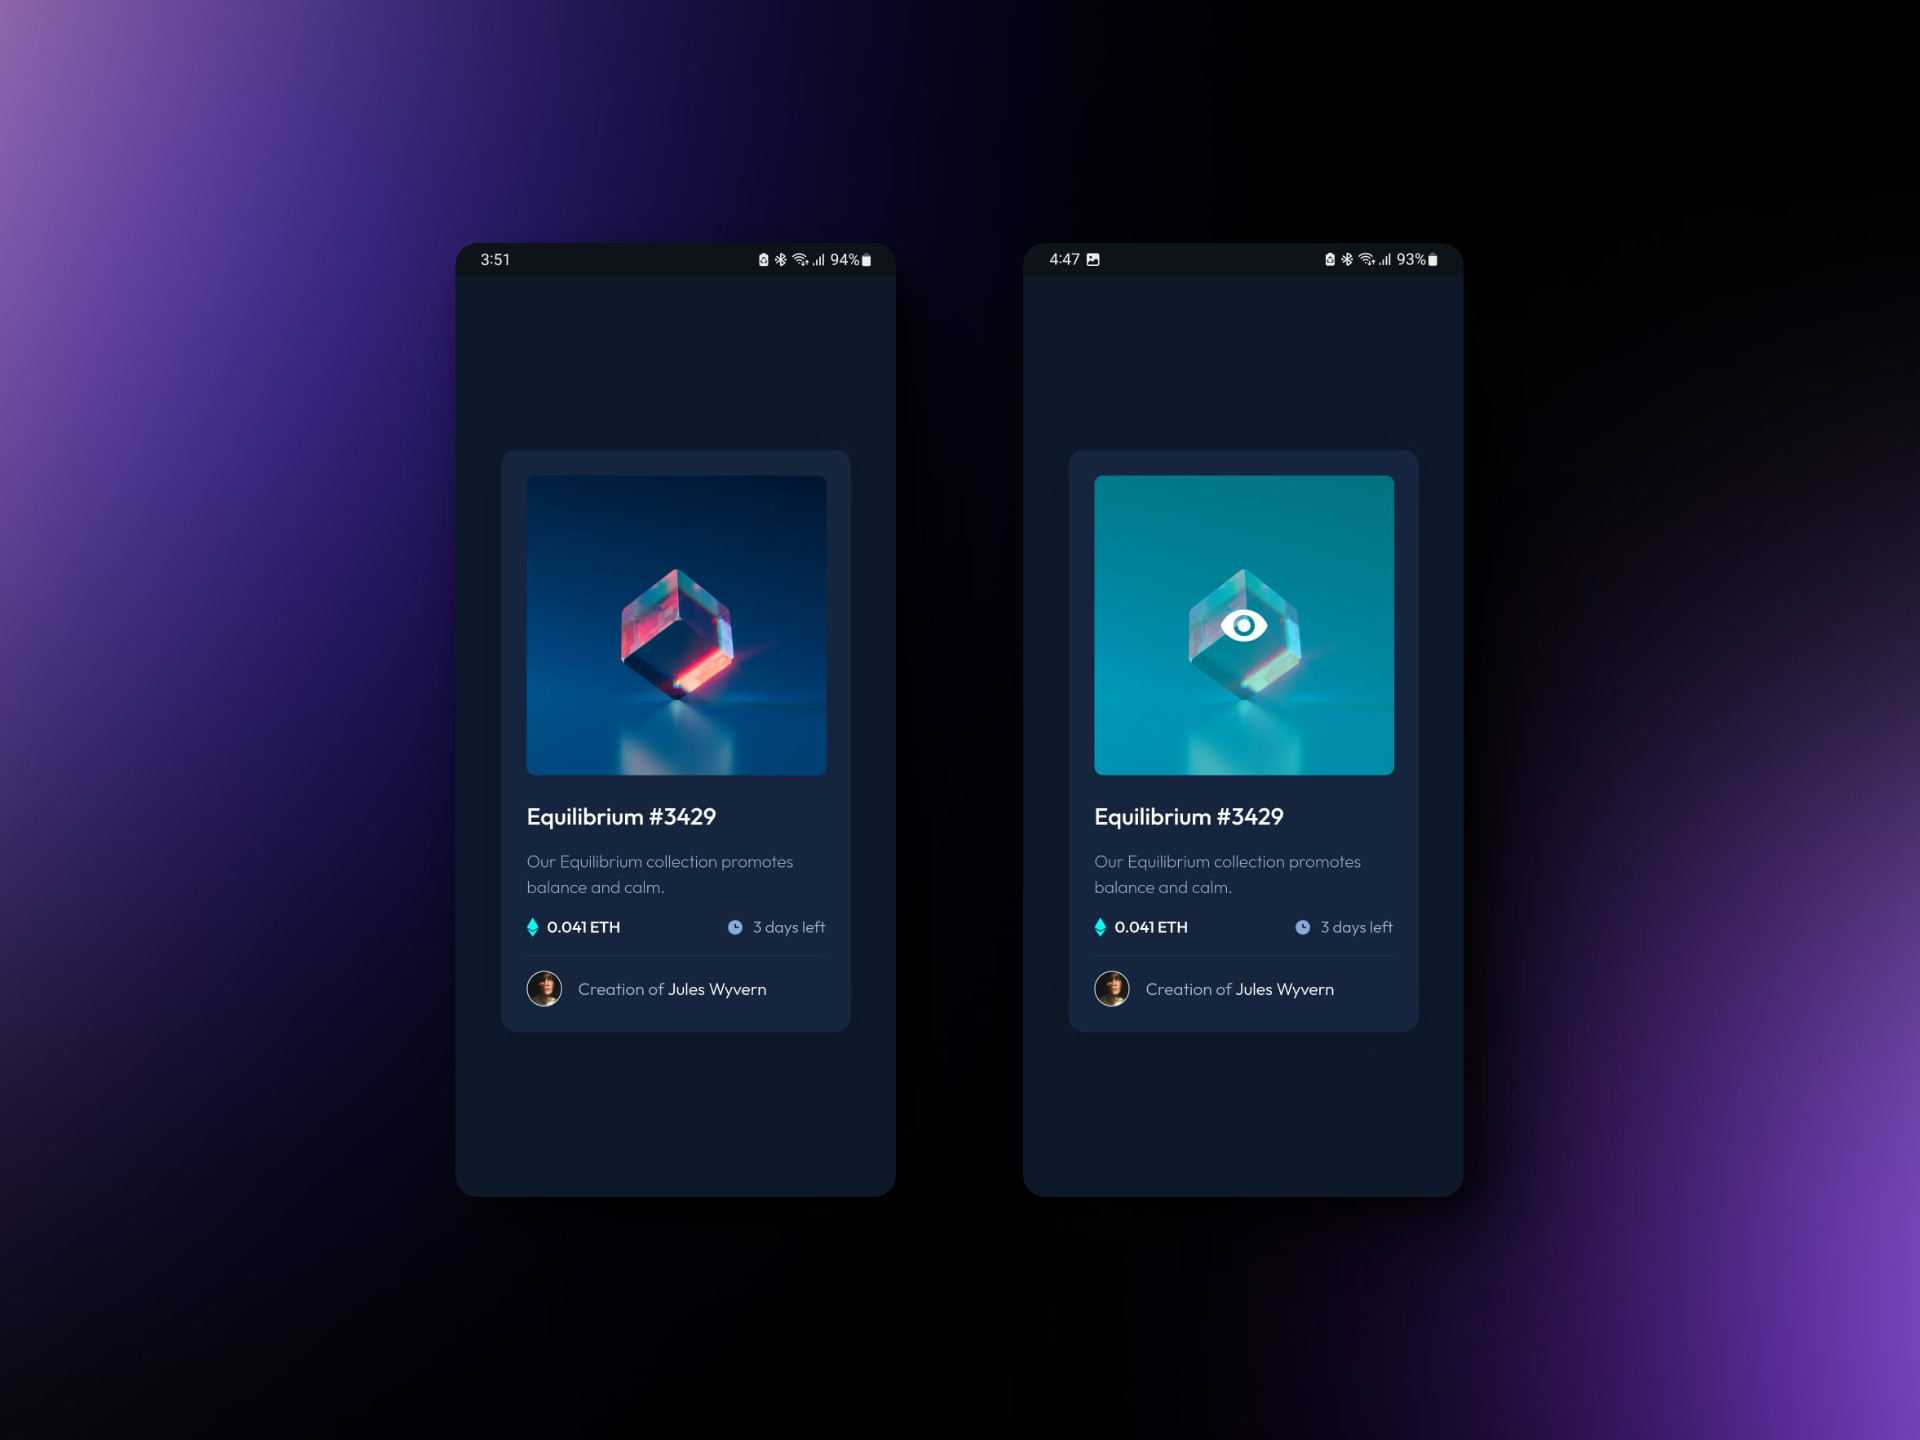 3:51
94%
Equilibrium #3429
Our Equilibrium collection promotes
balance and calm.
0.041 ETH
3 days left
Creation of Jules Wyvern
4:47
93%
Equilibrium #3429
Our Equilibrium collection promotes
balance and calm.
0.041 ETH
3 days left
Creation of Jules Wyvern